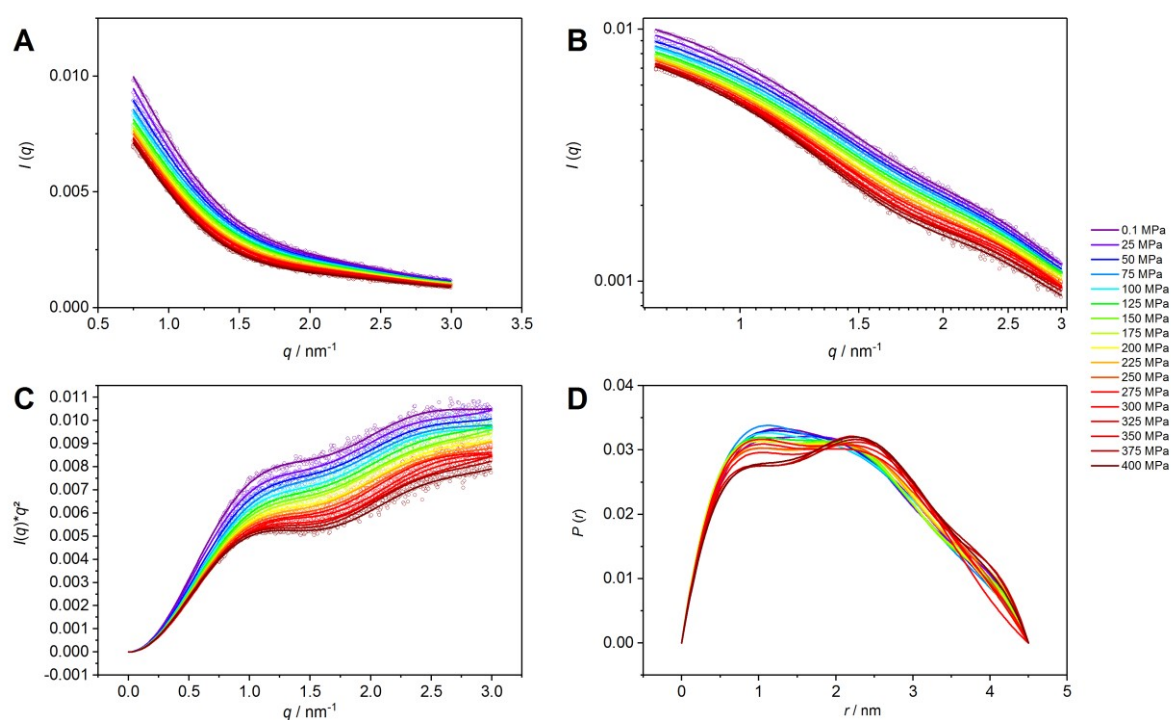 A
I (q)
0.010
0.005
0.000
0.5 1.0 1.5 2.0 2.5 3.0 3.5
q / nm⁻¹
B
I (q)
0.01
0.001
1 1.5 2 2.5 3
q / nm⁻¹
C
I(q)*q²
0.011
0.010
0.009
0.008
0.007
0.006
0.005
0.004
0.003
0.002
0.001
0.000
-0.001
0.0 0.5 1.0 1.5 2.0 2.5 3.0
q / nm⁻¹
D
P (r)
0.04
0.03
0.02
0.01
0.00
0 1 2 3 4 5
r / nm
0.1 MPa
25 MPa
50 MPa
75 MPa
100 MPa
125 MPa
150 MPa
175 MPa
200 MPa
225 MPa
250 MPa
275 MPa
300 MPa
325 MPa
350 MPa
375 MPa
400 MPa